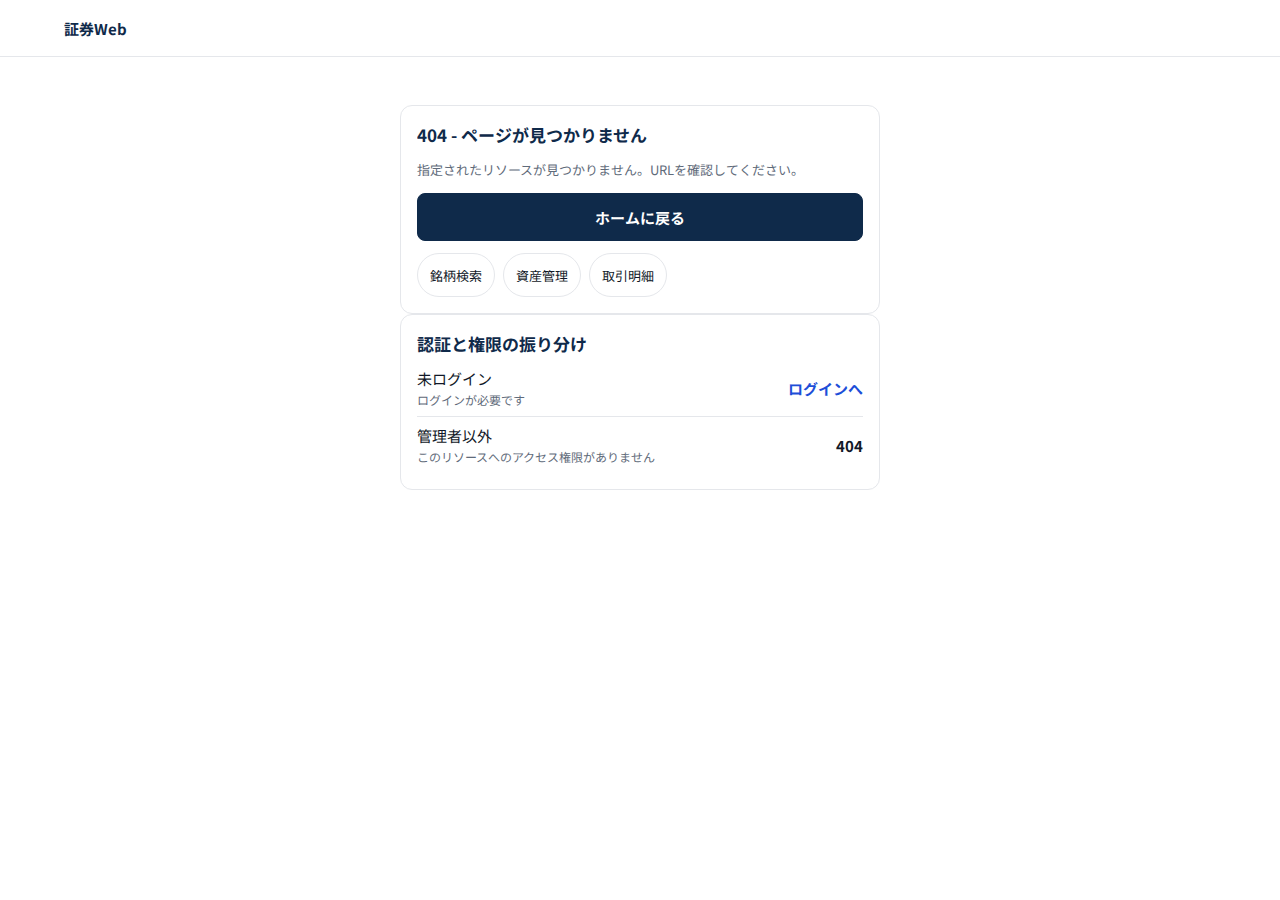 証券Web
404 - ページが見つかりません
指定されたリソースが見つかりません。URLを確認してください。
ホームに戻る
銘柄検索 資産管理 取引明細
認証と権限の振り分け
未ログイン
ログインが必要です
ログインへ
管理者以外
このリソースへのアクセス権限がありません
404